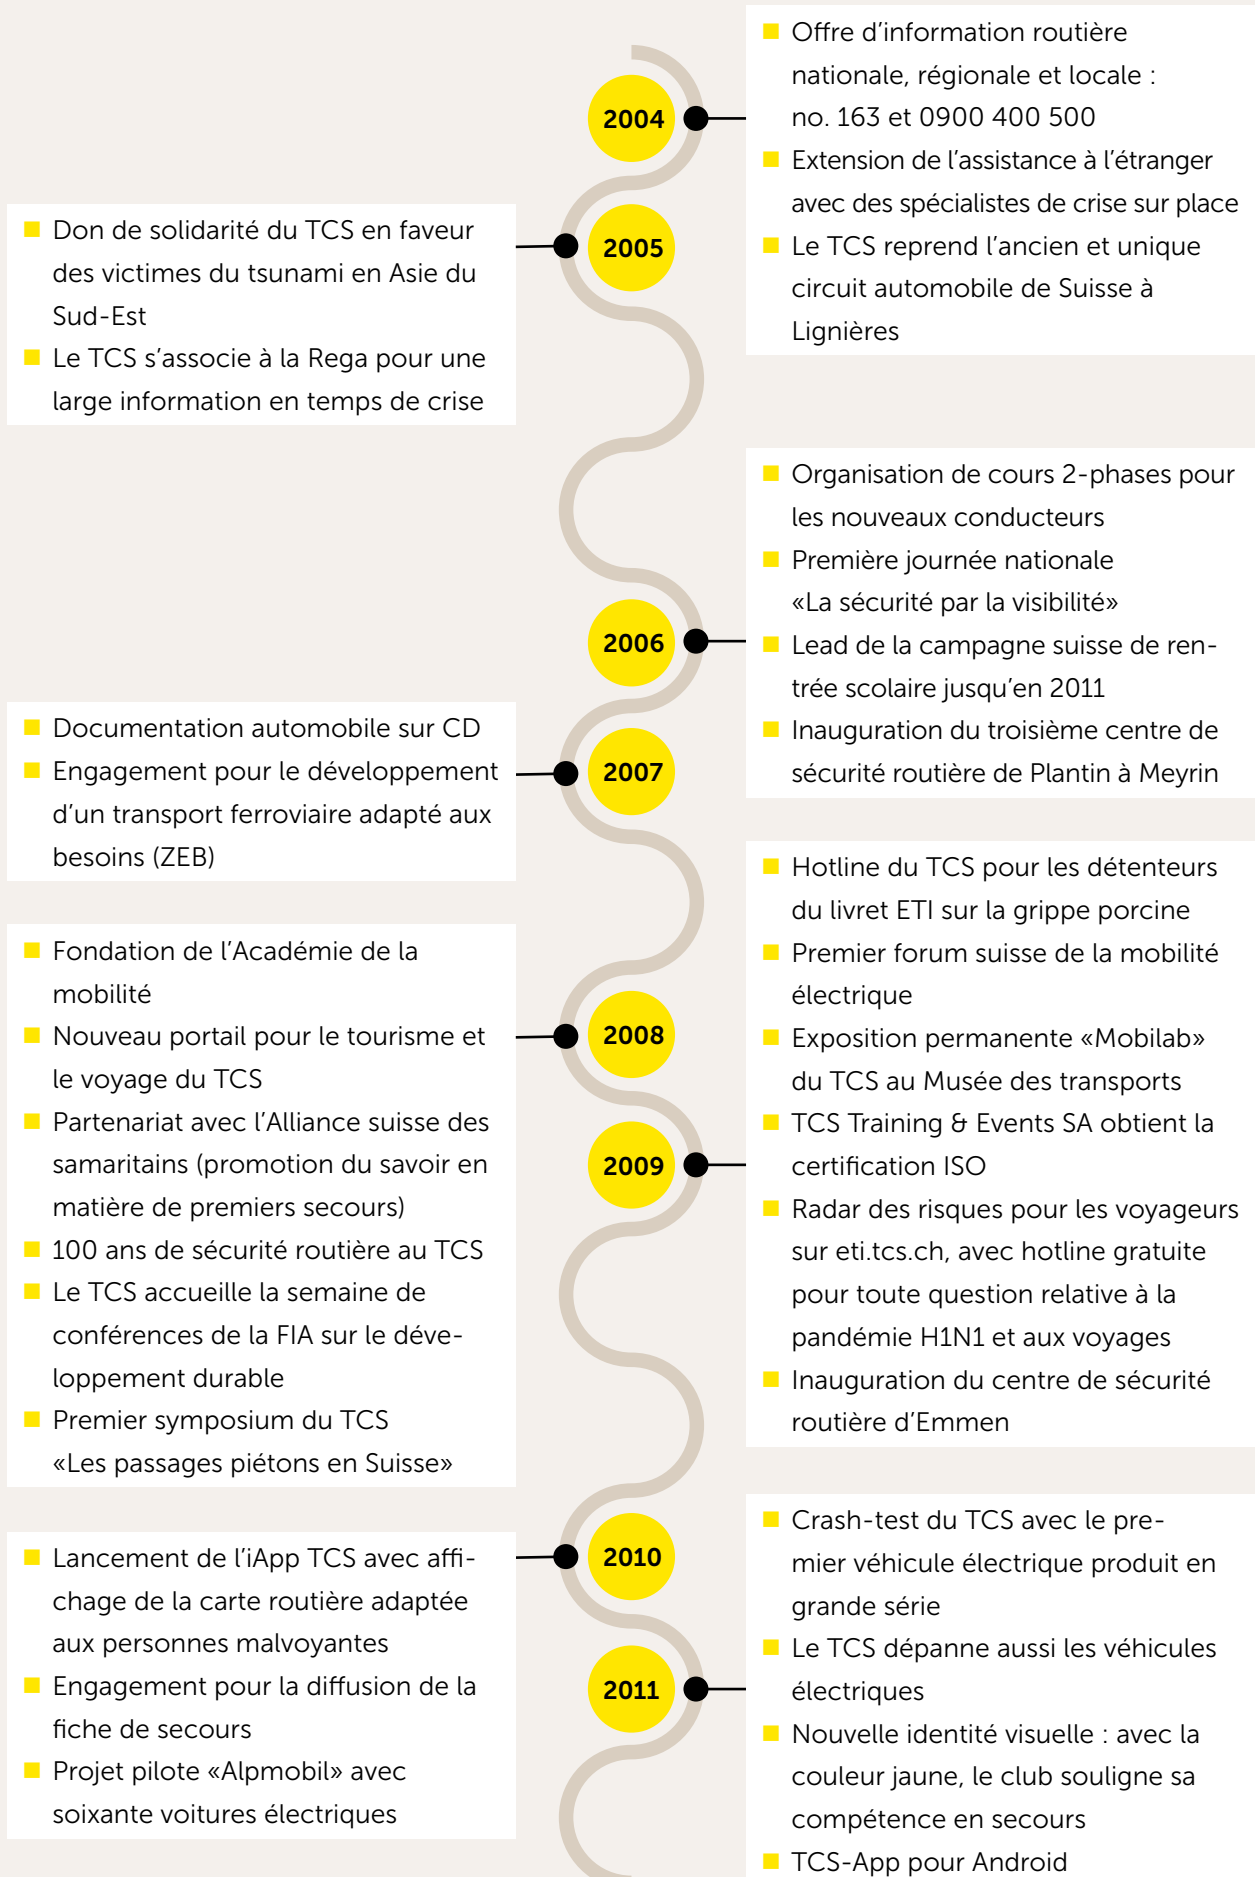 2004
Offre d’information routière
nationale, régionale et locale :
no. 163 et 0900 400 500
Extension de l’assistance à l’étranger
avec des spécialistes de crise sur place
Le TCS reprend l’ancien et unique
circuit automobile de Suisse à
Lignières
2005
Don de solidarité du TCS en faveur
des victimes du tsunami en Asie du
Sud-Est
Le TCS s’associe à la Rega pour une
large information en temps de crise
2006
Organisation de cours 2-phases pour
les nouveaux conducteurs
Première journée nationale
«La sécurité par la visibilité»
Lead de la campagne suisse de ren-
trée scolaire jusqu’en 2011
Inauguration du troisième centre de
sécurité routière de Plantin à Meyrin
2007
Documentation automobile sur CD
Engagement pour le développement
d’un transport ferroviaire adapté aux
besoins (ZEB)
2008
Fondation de l’Académie de la
mobilité
Nouveau portail pour le tourisme et
le voyage du TCS
Partenariat avec l’Alliance suisse des
samaritains (promotion du savoir en
matière de premiers secours)
100 ans de sécurité routière au TCS
Le TCS accueille la semaine de
conférences de la FIA sur le déve-
loppement durable
Premier symposium du TCS
«Les passages piétons en Suisse»
2009
Hotline du TCS pour les détenteurs
du livret ETI sur la grippe porcine
Premier forum suisse de la mobilité
électrique
Exposition permanente «Mobilab»
du TCS au Musée des transports
TCS Training & Events SA obtient la
certification ISO
Radar des risques pour les voyageurs
sur eti.tcs.ch, avec hotline gratuite
pour toute question relative à la
pandémie H1N1 et aux voyages
Inauguration du centre de sécurité
routière d’Emmen
2010
Lancement de l’iApp TCS avec affi-
chage de la carte routière adaptée
aux personnes malvoyantes
Engagement pour la diffusion de la
fiche de secours
Projet pilote «Alpmobil» avec
soixante voitures électriques
2011
Crash-test du TCS avec le pre-
mier véhicule électrique produit en
grande série
Le TCS dépanne aussi les véhicules
électriques
Nouvelle identité visuelle : avec la
couleur jaune, le club souligne sa
compétence en secours
TCS-App pour Android